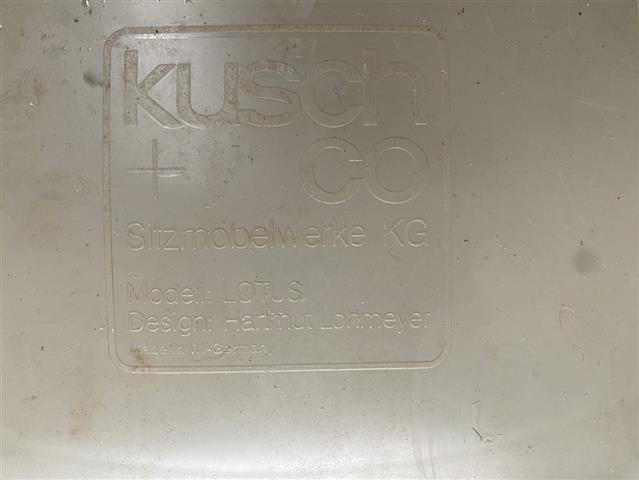 kusch
+ co
Sitzmöbelwerke KG
Modell: LOTUS
Design: Hartmut Lohmeyer
Made in W.-Germany